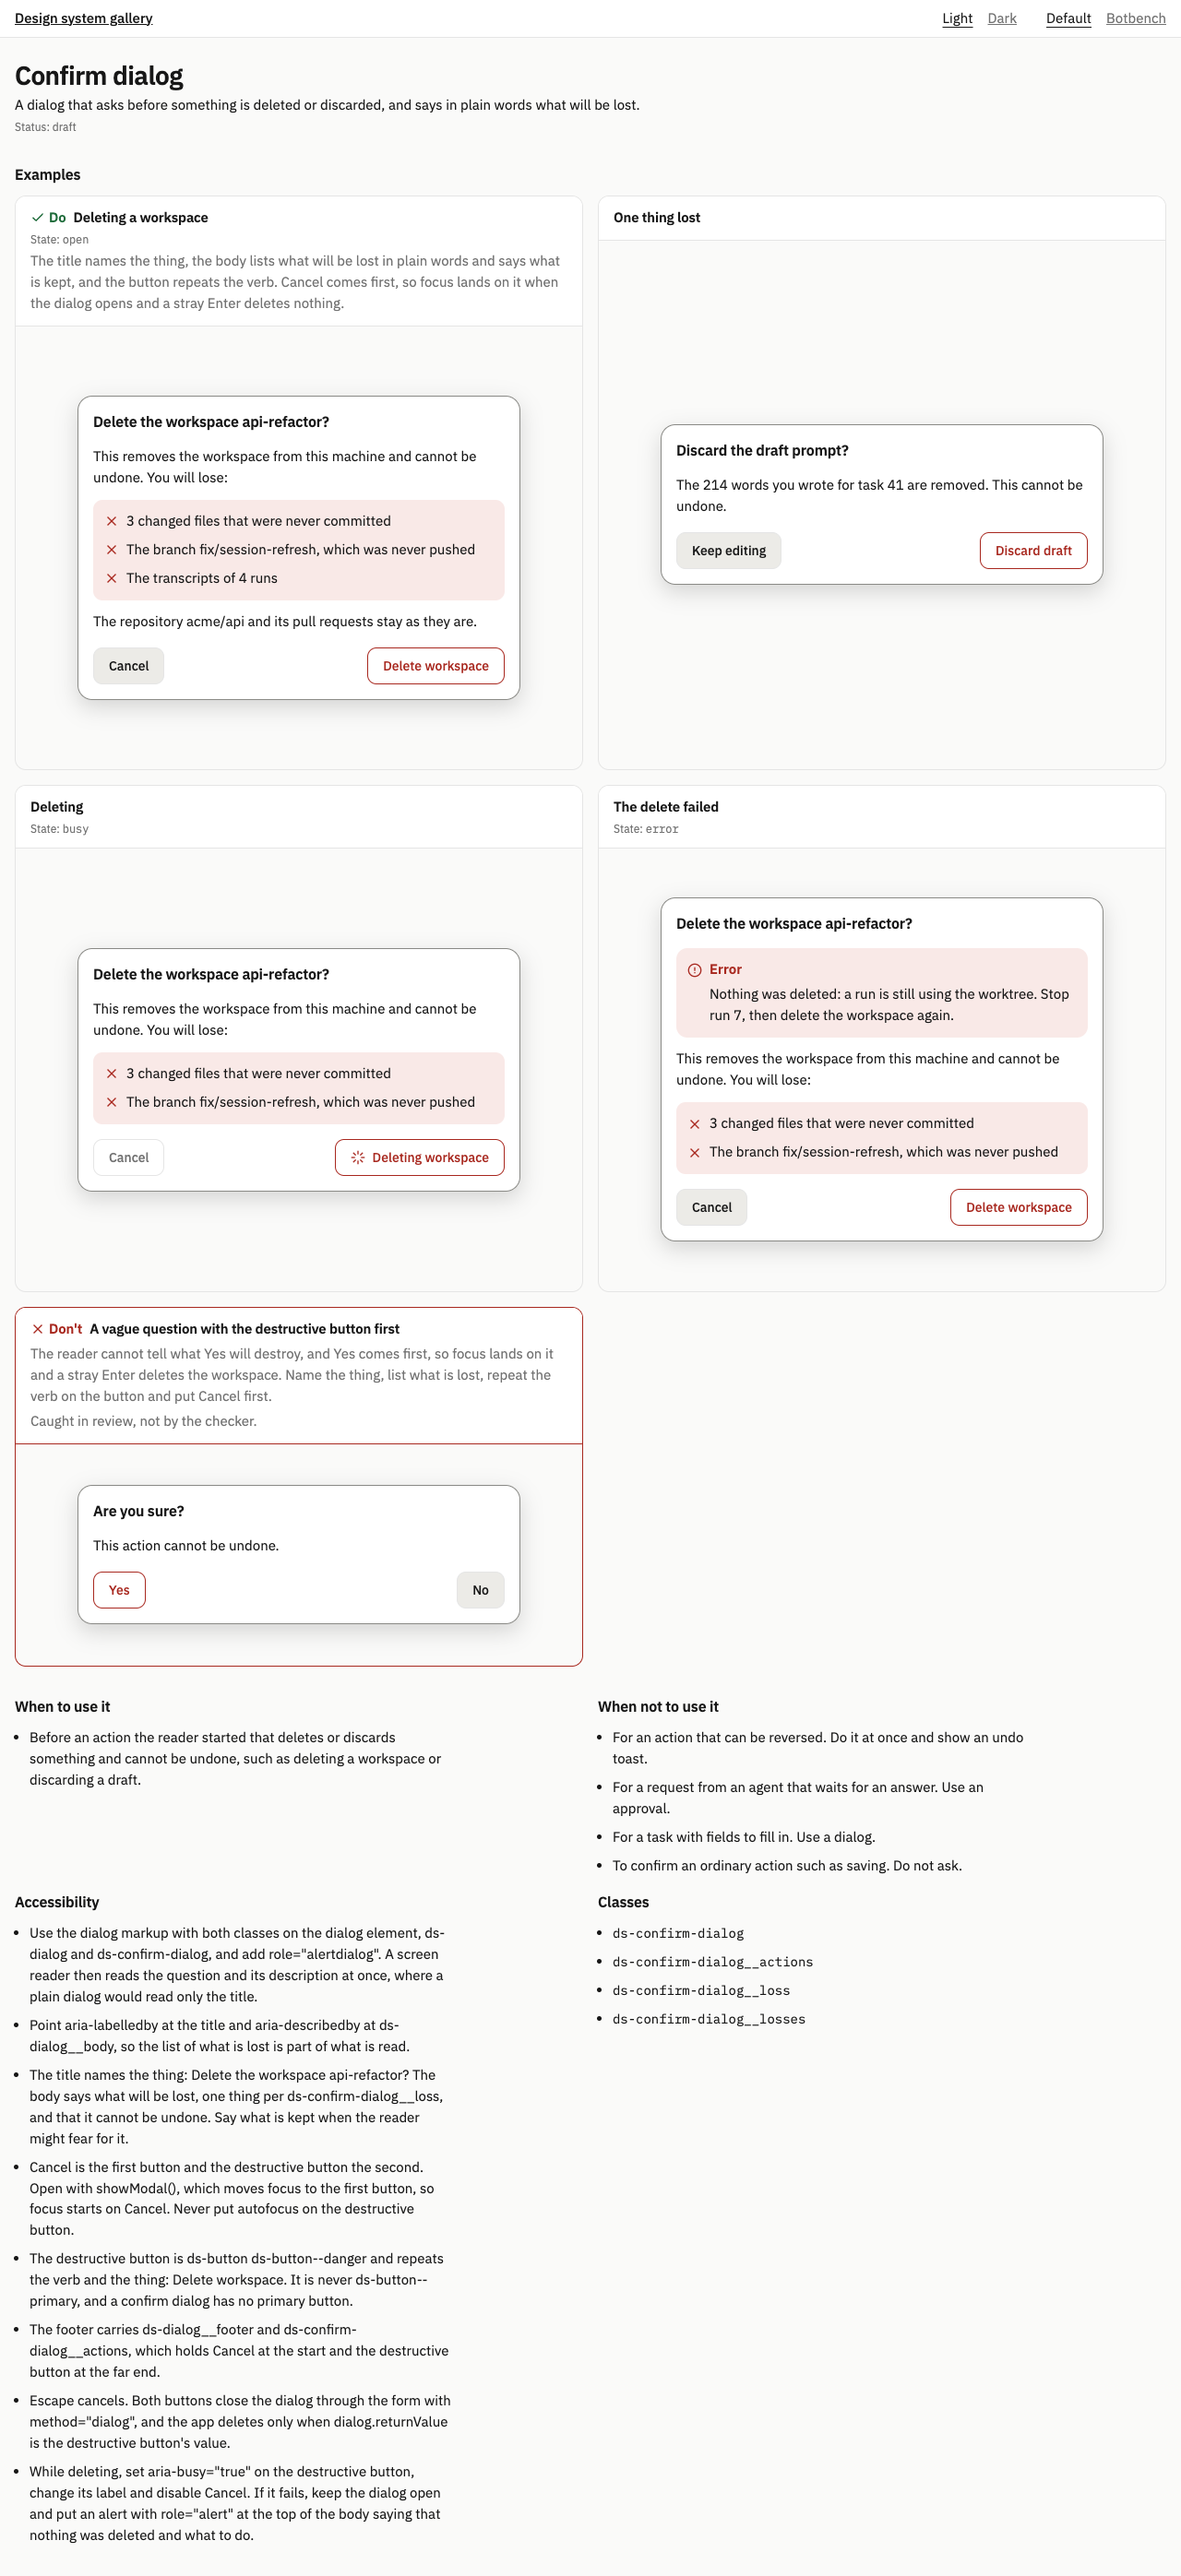 Design system gallery
Light Dark Default Botbench
Confirm dialog
A dialog that asks before something is deleted or discarded, and says in plain words what will be lost.
Status: draft
Examples
Do Deleting a workspace
State: open
The title names the thing, the body lists what will be lost in plain words and says what
is kept, and the button repeats the verb. Cancel comes first, so focus lands on it when
the dialog opens and a stray Enter deletes nothing.
Delete the workspace api-refactor?
This removes the workspace from this machine and cannot be
undone. You will lose:
3 changed files that were never committed
The branch fix/session-refresh, which was never pushed
The transcripts of 4 runs
The repository acme/api and its pull requests stay as they are.
Cancel
Delete workspace
One thing lost
Discard the draft prompt?
The 214 words you wrote for task 41 are removed. This cannot be
undone.
Keep editing
Discard draft
Deleting
State: busy
Delete the workspace api-refactor?
This removes the workspace from this machine and cannot be
undone. You will lose:
3 changed files that were never committed
The branch fix/session-refresh, which was never pushed
Cancel
Deleting workspace
The delete failed
State: error
Delete the workspace api-refactor?
Error
Nothing was deleted: a run is still using the worktree. Stop
run 7, then delete the workspace again.
This removes the workspace from this machine and cannot be
undone. You will lose:
3 changed files that were never committed
The branch fix/session-refresh, which was never pushed
Cancel
Delete workspace
Don't A vague question with the destructive button first
The reader cannot tell what Yes will destroy, and Yes comes first, so focus lands on it
and a stray Enter deletes the workspace. Name the thing, list what is lost, repeat the
verb on the button and put Cancel first.
Caught in review, not by the checker.
Are you sure?
This action cannot be undone.
Yes
No
When to use it
Before an action the reader started that deletes or discards
something and cannot be undone, such as deleting a workspace or
discarding a draft.
When not to use it
For an action that can be reversed. Do it at once and show an undo
toast.
For a request from an agent that waits for an answer. Use an
approval.
For a task with fields to fill in. Use a dialog.
To confirm an ordinary action such as saving. Do not ask.
Accessibility
Use the dialog markup with both classes on the dialog element, ds-
dialog and ds-confirm-dialog, and add role="alertdialog". A screen
reader then reads the question and its description at once, where a
plain dialog would read only the title.
Point aria-labelledby at the title and aria-describedby at ds-
dialog__body, so the list of what is lost is part of what is read.
The title names the thing: Delete the workspace api-refactor? The
body says what will be lost, one thing per ds-confirm-dialog__loss,
and that it cannot be undone. Say what is kept when the reader
might fear for it.
Cancel is the first button and the destructive button the second.
Open with showModal(), which moves focus to the first button, so
focus starts on Cancel. Never put autofocus on the destructive
button.
The destructive button is ds-button ds-button--danger and repeats
the verb and the thing: Delete workspace. It is never ds-button--
primary, and a confirm dialog has no primary button.
The footer carries ds-dialog__footer and ds-confirm-
dialog__actions, which holds Cancel at the start and the destructive
button at the far end.
Escape cancels. Both buttons close the dialog through the form with
method="dialog", and the app deletes only when dialog.returnValue
is the destructive button's value.
While deleting, set aria-busy="true" on the destructive button,
change its label and disable Cancel. If it fails, keep the dialog open
and put an alert with role="alert" at the top of the body saying that
nothing was deleted and what to do.
Classes
ds-confirm-dialog
ds-confirm-dialog__actions
ds-confirm-dialog__loss
ds-confirm-dialog__losses